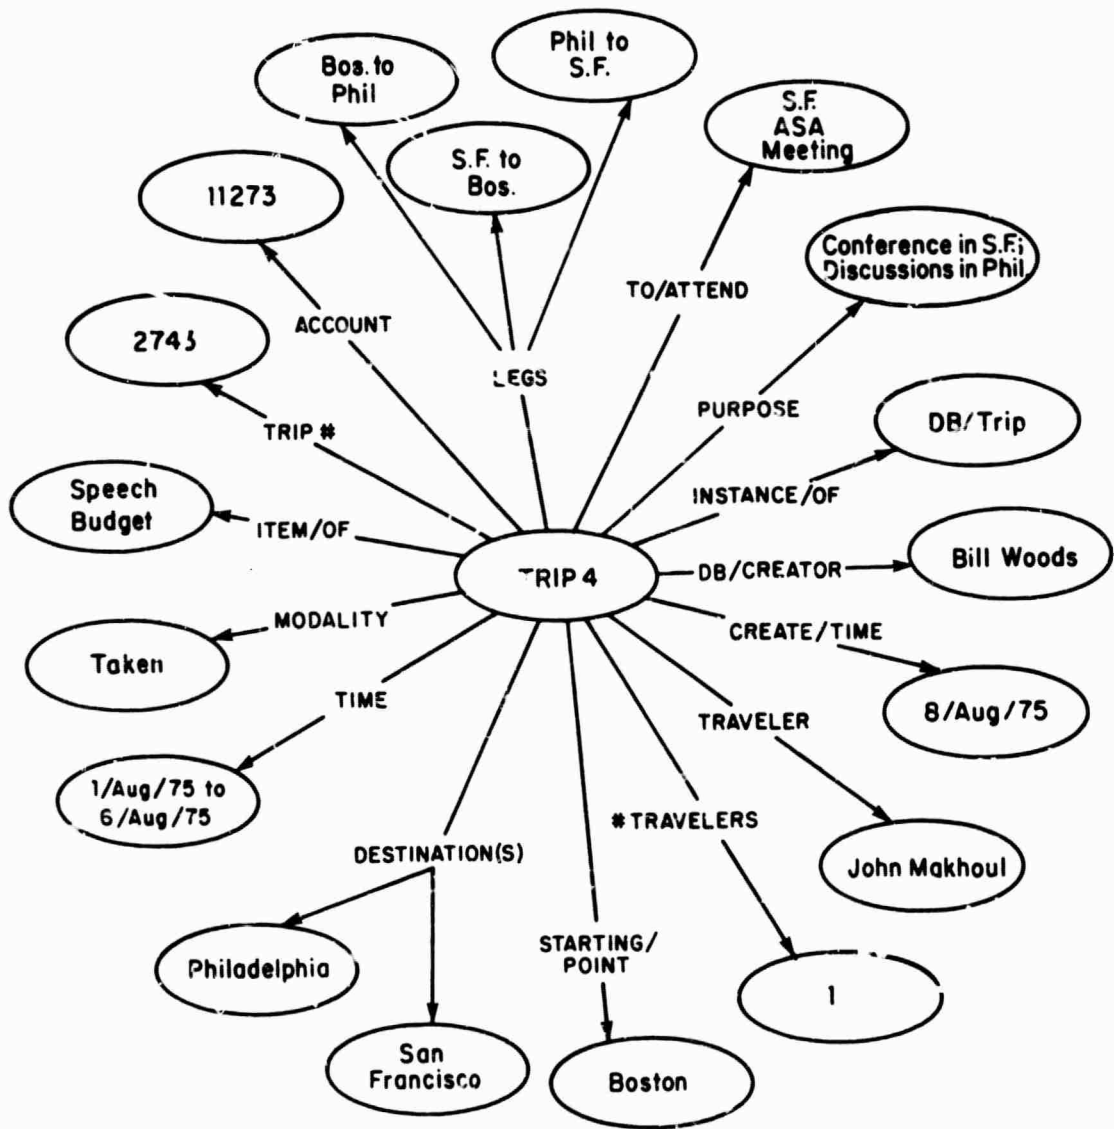 Bos. to
Phil
Phil to
S.F.
S.F. to
Bos.
S.F.
ASA
Meeting
11273
Conference in S.F.;
Discussions in Phil.
TO/ATTEND
ACCOUNT
LEGS
PURPOSE
TRIP #
DB/Trip
Speech
Budget
INSTANCE/OF
ITEM/OF
TRIP 4
DB/CREATOR
Bill Woods
MODALITY
CREATE/TIME
Taken
TIME
TRAVELER
8/Aug/75
1/Aug/75 to
6/Aug/75
# TRAVELERS
DESTINATION(S)
John Makhoul
Philadelphia
STARTING/
POINT
1
San
Francisco
Boston